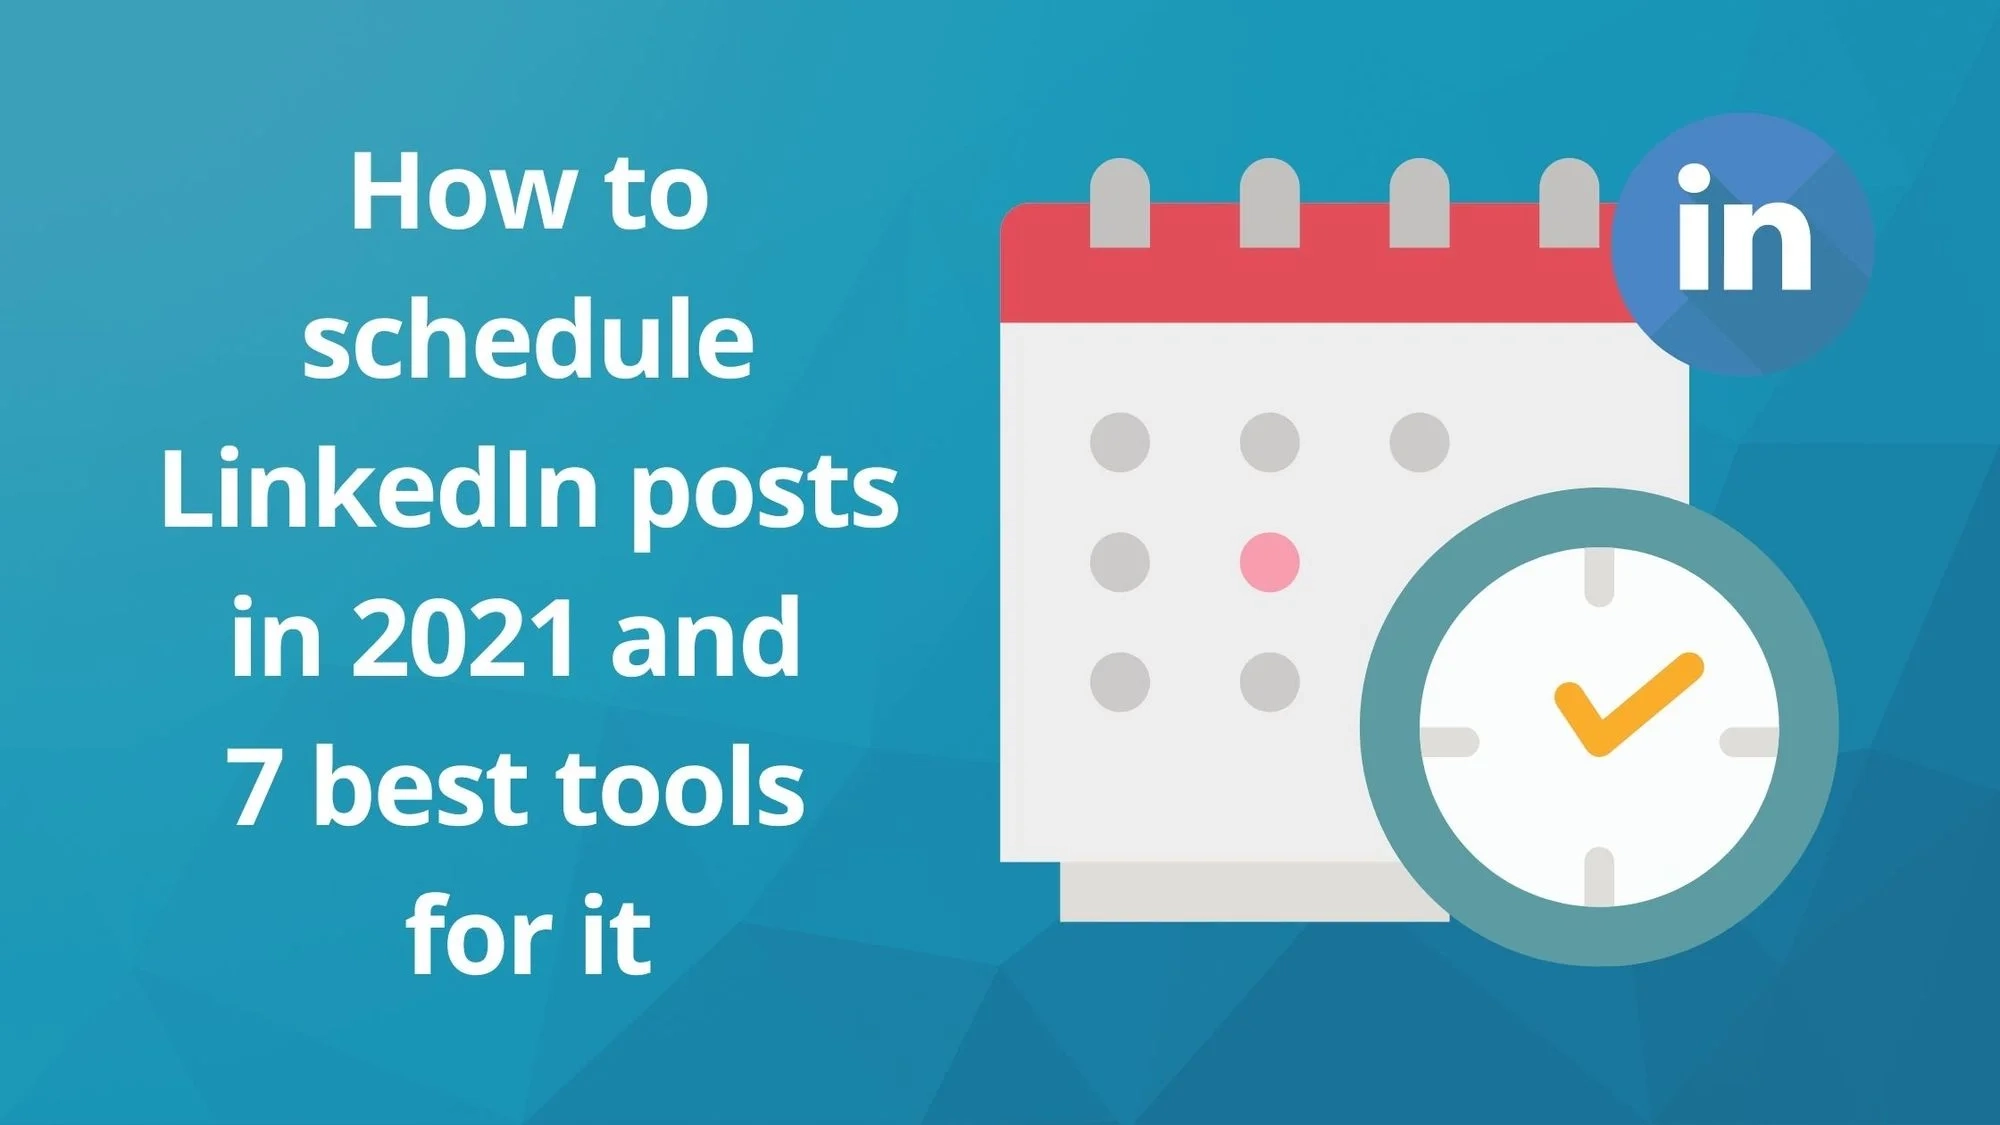 How to
schedule
LinkedIn posts
in 2021 and
7 best tools
for it
in